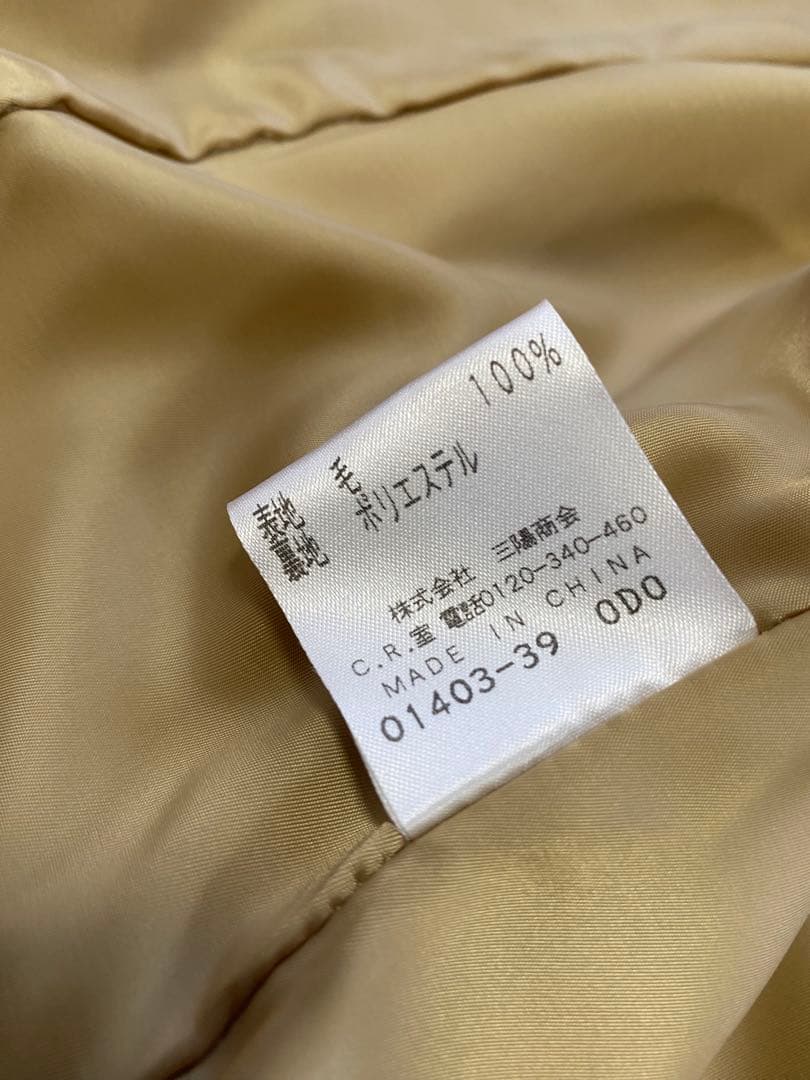 表地 毛 100%
裏地 ポリエステル
株式会社 三陽商会
C.R.室 電話0120-340-460
MADE IN CHINA
01403-39 0D0